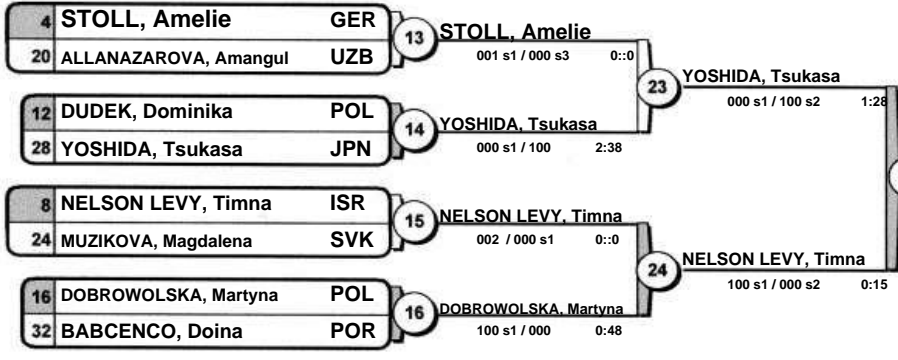 4 STOLL, Amelie GER
20 ALLANAZAROVA, Amangul UZB
13
STOLL, Amelie
001 s1 / 000 s3 0::0
12 DUDEK, Dominika POL
28 YOSHIDA, Tsukasa JPN
14
YOSHIDA, Tsukasa
000 s1 / 100 2:38
23
YOSHIDA, Tsukasa
000 s1 / 100 s2 1:28
8 NELSON LEVY, Timna ISR
24 MUZIKOVA, Magdalena SVK
15
NELSON LEVY, Timna
002 / 000 s1 0::0
16 DOBROWOLSKA, Martyna POL
32 BABCENCO, Doina POR
16
DOBROWOLSKA, Martyna
100 s1 / 000 0:48
24
NELSON LEVY, Timna
100 s1 / 000 s2 0:15